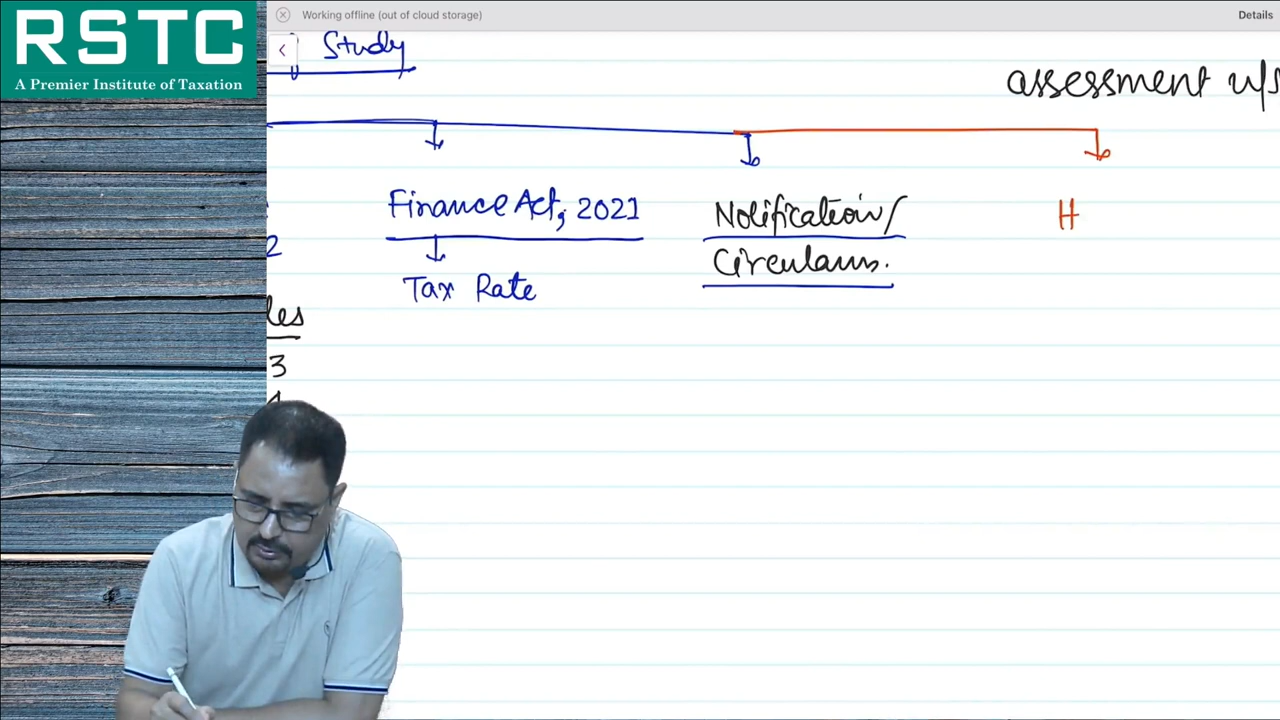 RSTC
A Premier Institute of Taxation
Working offline (out of cloud storage)
Details
Study
assessment u/s
Finance Act, 2021
Notification/
H
2
Circulars.
Tax Rate
les
3